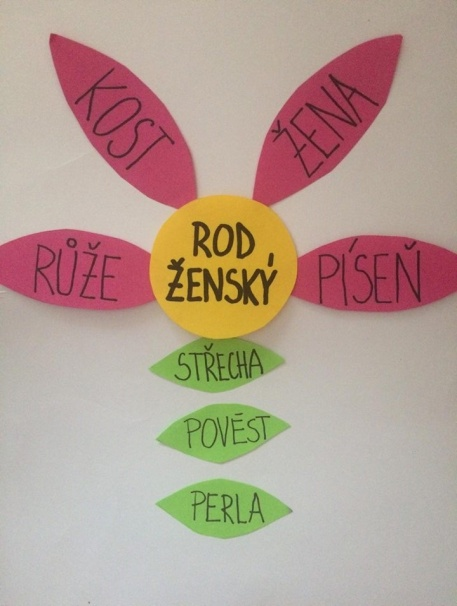 KOST
ŽENA
RŮŽE
ROD
ŽENSKÝ
PÍSEŇ
STŘECHA
POVĚST
PERLA